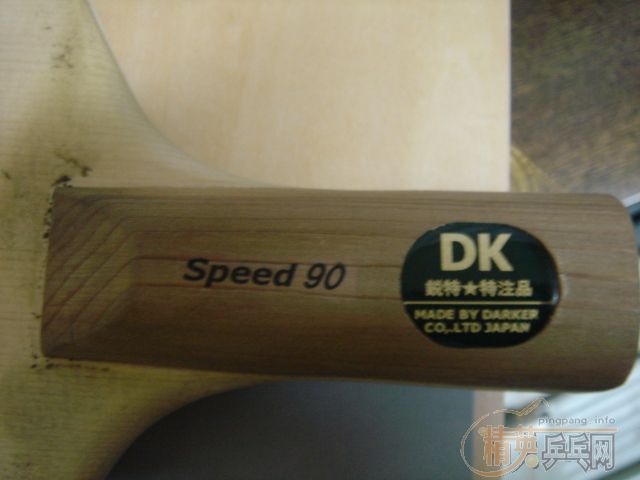 Speed 90
DK
鋭特★特注品
MADE BY DARKER
CO,.LTD JAPAN
pingpang.info
精英乒乓网